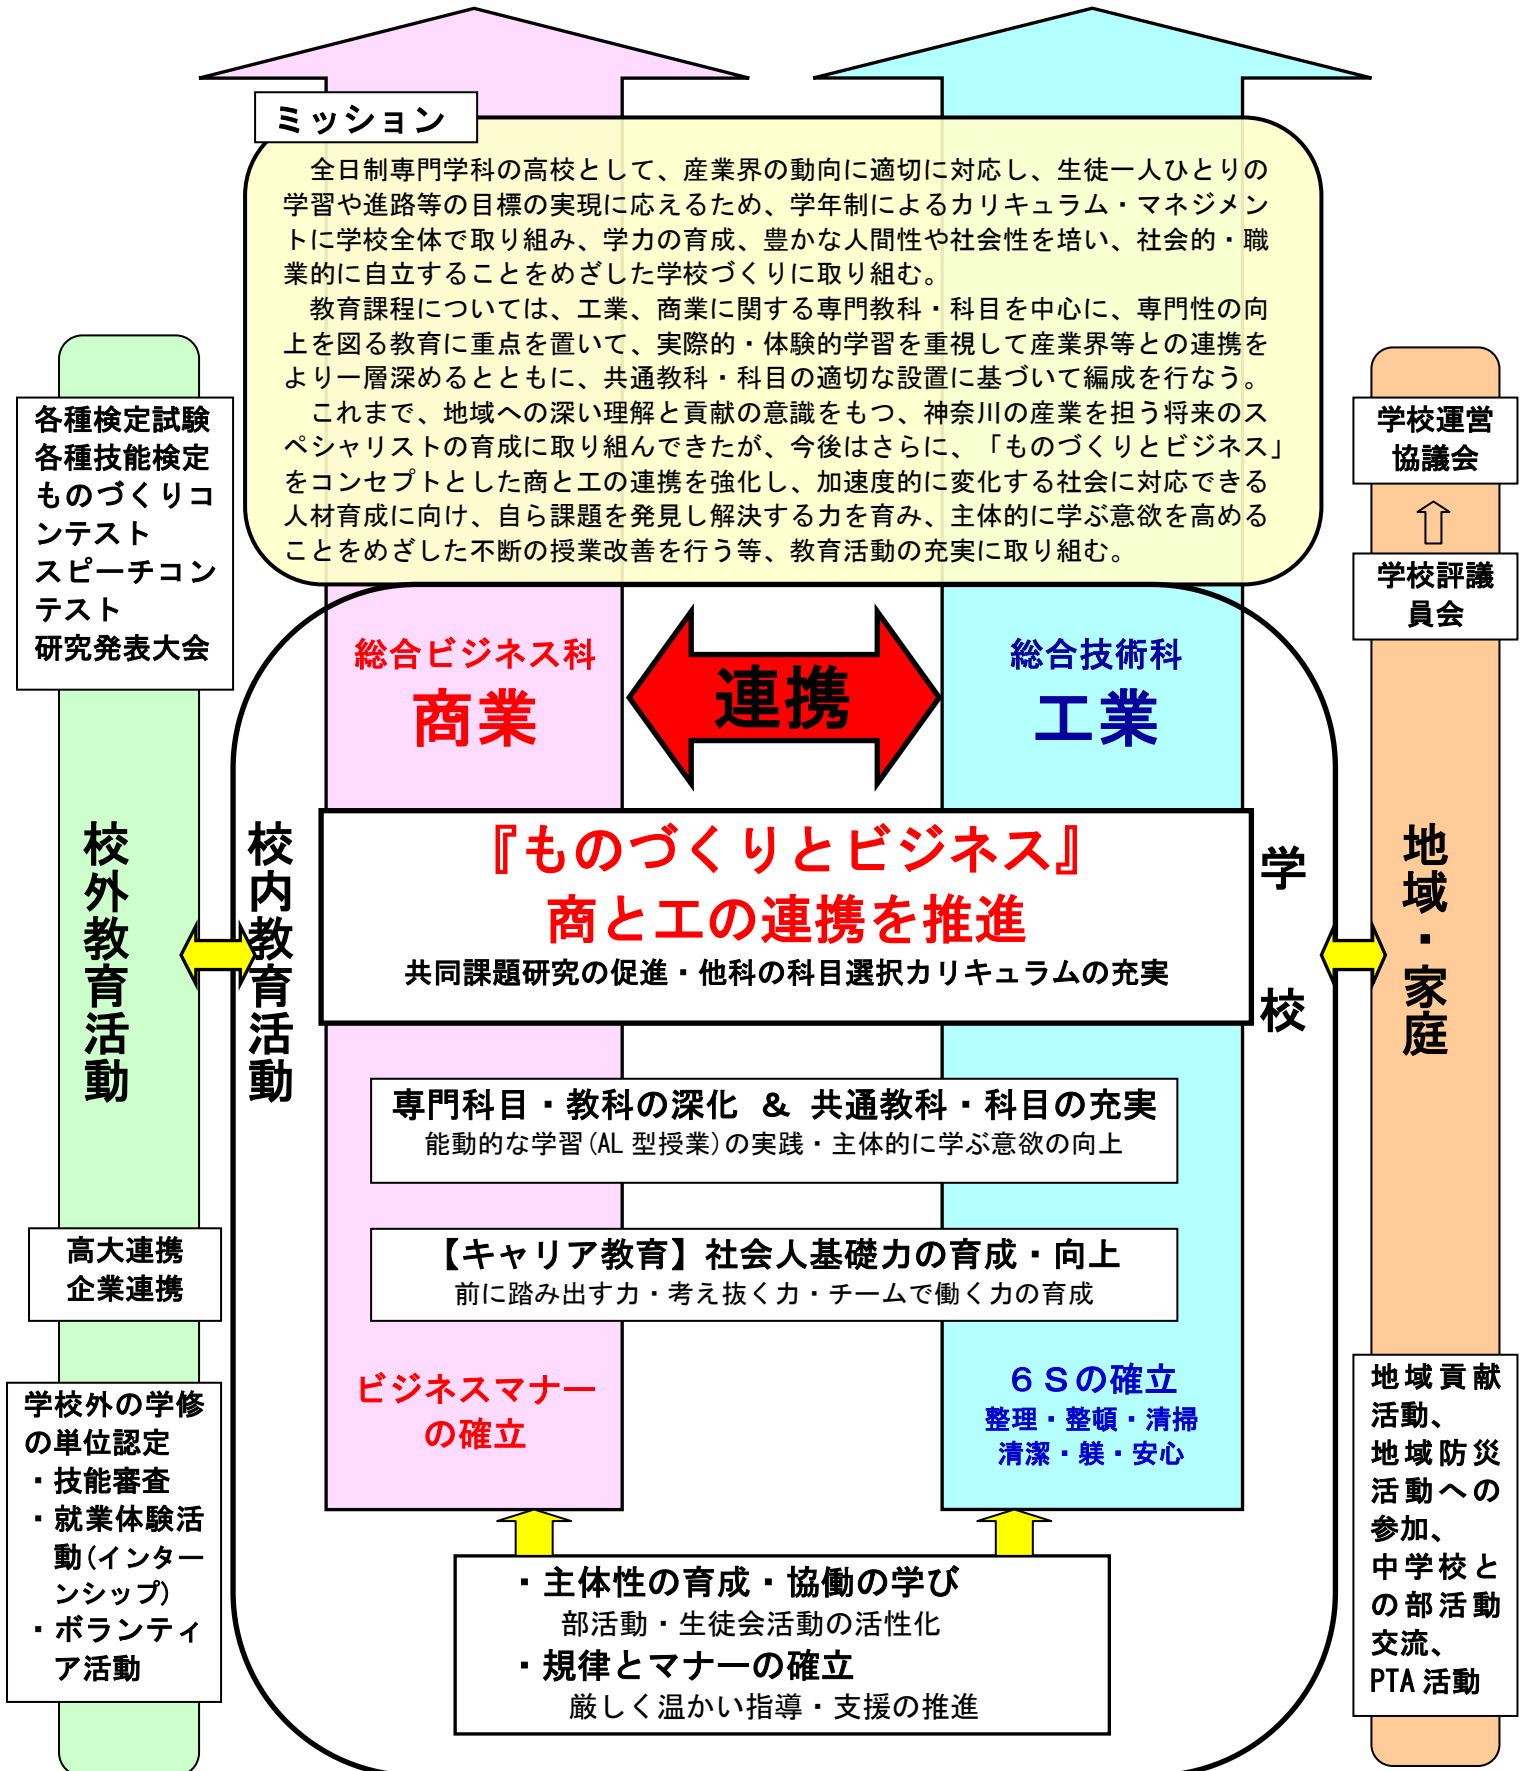 ミッション
全日制専門学科の高校として、産業界の動向に適切に対応し、生徒一人ひとりの
学習や進路等の目標の実現に応えるため、学年制によるカリキュラム・マネジメン
トに学校全体で取り組み、学力の育成、豊かな人間性や社会性を培い、社会的・職
業的に自立することをめざした学校づくりに取り組む。
教育課程については、工業、商業に関する専門教科・科目を中心に、専門性の向
上を図る教育に重点を置いて、実際的・体験的学習を重視して産業界等との連携を
より一層深めるとともに、共通教科・科目の適切な設置に基づいて編成を行なう。
これまで、地域への深い理解と貢献の意識をもつ、神奈川の産業を担う将来のス
ペシャリストの育成に取り組んできたが、今後はさらに、「ものづくりとビジネス」
をコンセプトとした商と工の連携を強化し、加速度的に変化する社会に対応できる
人材育成に向け、自ら課題を発見し解決する力を育み、主体的に学ぶ意欲を高める
ことをめざした不断の授業改善を行う等、教育活動の充実に取り組む。
各種検定試験
各種技能検定
ものづくりコ
ンテスト
スピーチコン
テスト
研究発表大会
校外教育活動
高大連携
企業連携
学校外の学修
の単位認定
・技能審査
・就業体験活
動(インター
ンシップ)
・ボランティ
ア活動
校内教育活動
総合ビジネス科
商業
連携
総合技術科
工業
『ものづくりとビジネス』
商と工の連携を推進
共同課題研究の促進・他科の科目選択カリキュラムの充実
学校
専門科目・教科の深化 ＆ 共通教科・科目の充実
能動的な学習(AL型授業)の実践・主体的に学ぶ意欲の向上
【キャリア教育】社会人基礎力の育成・向上
前に踏み出す力・考え抜く力・チームで働く力の育成
ビジネスマナー
の確立
６Ｓの確立
整理・整頓・清掃
清潔・躾・安心
・主体性の育成・協働の学び
部活動・生徒会活動の活性化
・規律とマナーの確立
厳しく温かい指導・支援の推進
学校運営
協議会
学校評議
員会
地域・家庭
地域貢献
活動、
地域防災
活動への
参加、
中学校と
の部活動
交流、
PTA活動